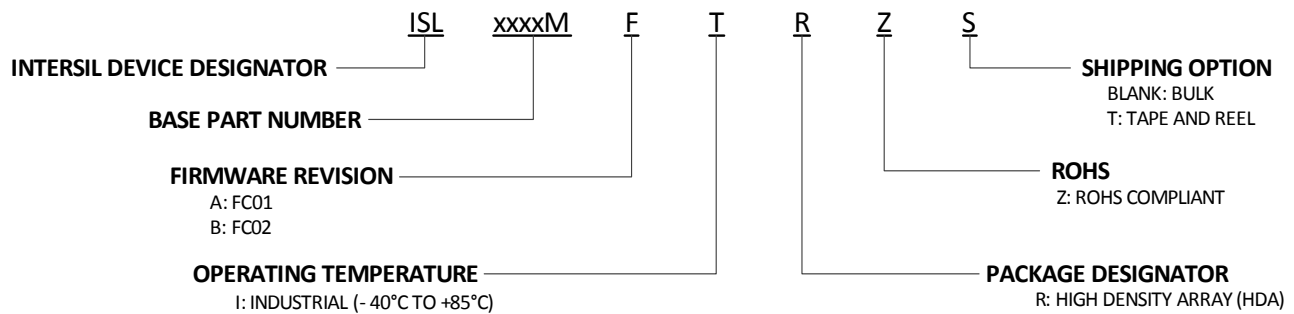 ISL xxxxM F T R Z S
INTERSIL DEVICE DESIGNATOR
SHIPPING OPTION
BLANK: BULK
T: TAPE AND REEL
BASE PART NUMBER
FIRMWARE REVISION
A: FC01
B: FC02
ROHS
Z: ROHS COMPLIANT
OPERATING TEMPERATURE
I: INDUSTRIAL (- 40°C TO +85°C)
PACKAGE DESIGNATOR
R: HIGH DENSITY ARRAY (HDA)